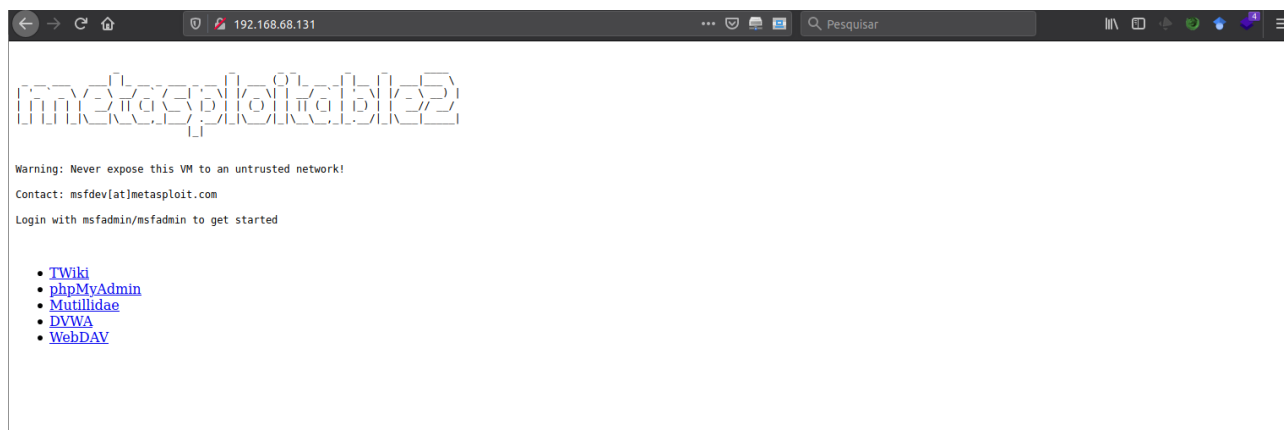 192.168.68.131
Pesquisar
4
metasploitable2
Warning: Never expose this VM to an untrusted network!
Contact: msfdev[at]metasploit.com
Login with msfadmin/msfadmin to get started
TWiki
phpMyAdmin
Mutillidae
DVWA
WebDAV